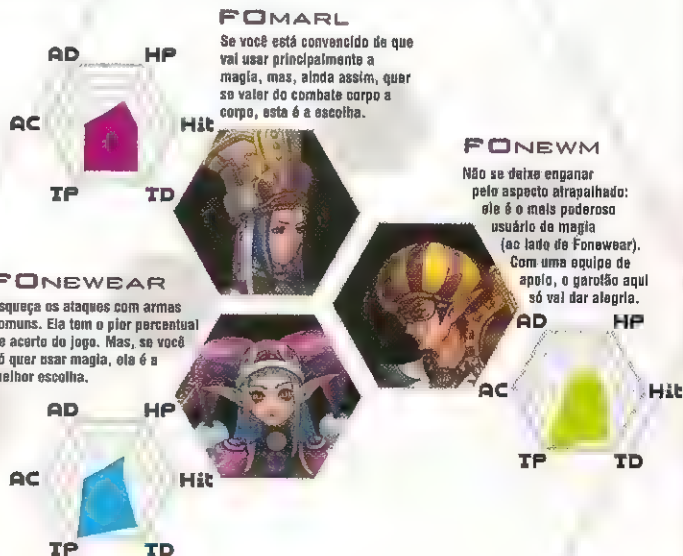 FOMARL
Se você está convencido de que
vai usar principalmente a
magia, mas, ainda assim, quer
se valer do combate corpo a
corpo, esta é a escolha.
AD HP
AC Hit
TP TD
FONEWM
Não se deixe enganar
pelo aspecto atrapalhado:
ele é o mais poderoso
usuário de magia
(ao lado de Fonewear).
Com uma equipe de
apoio, o garotão aqui
só vai dar alegria.
AD HP
AC Hit
TP TD
FONEWEAR
squeça os ataques com armas
omuns. Ela tem o pior percentual
e acerto do jogo. Mas, se você
ó quer usar magia, ela é a
elhor escolha.
AD HP
AC Hit
TP TD